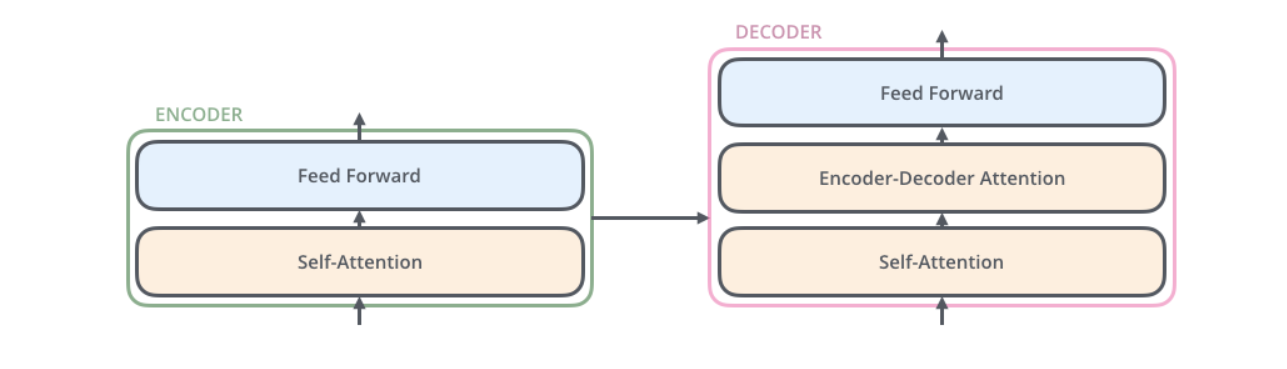 ENCODER
Feed Forward
Self-Attention
DECODER
Feed Forward
Encoder-Decoder Attention
Self-Attention